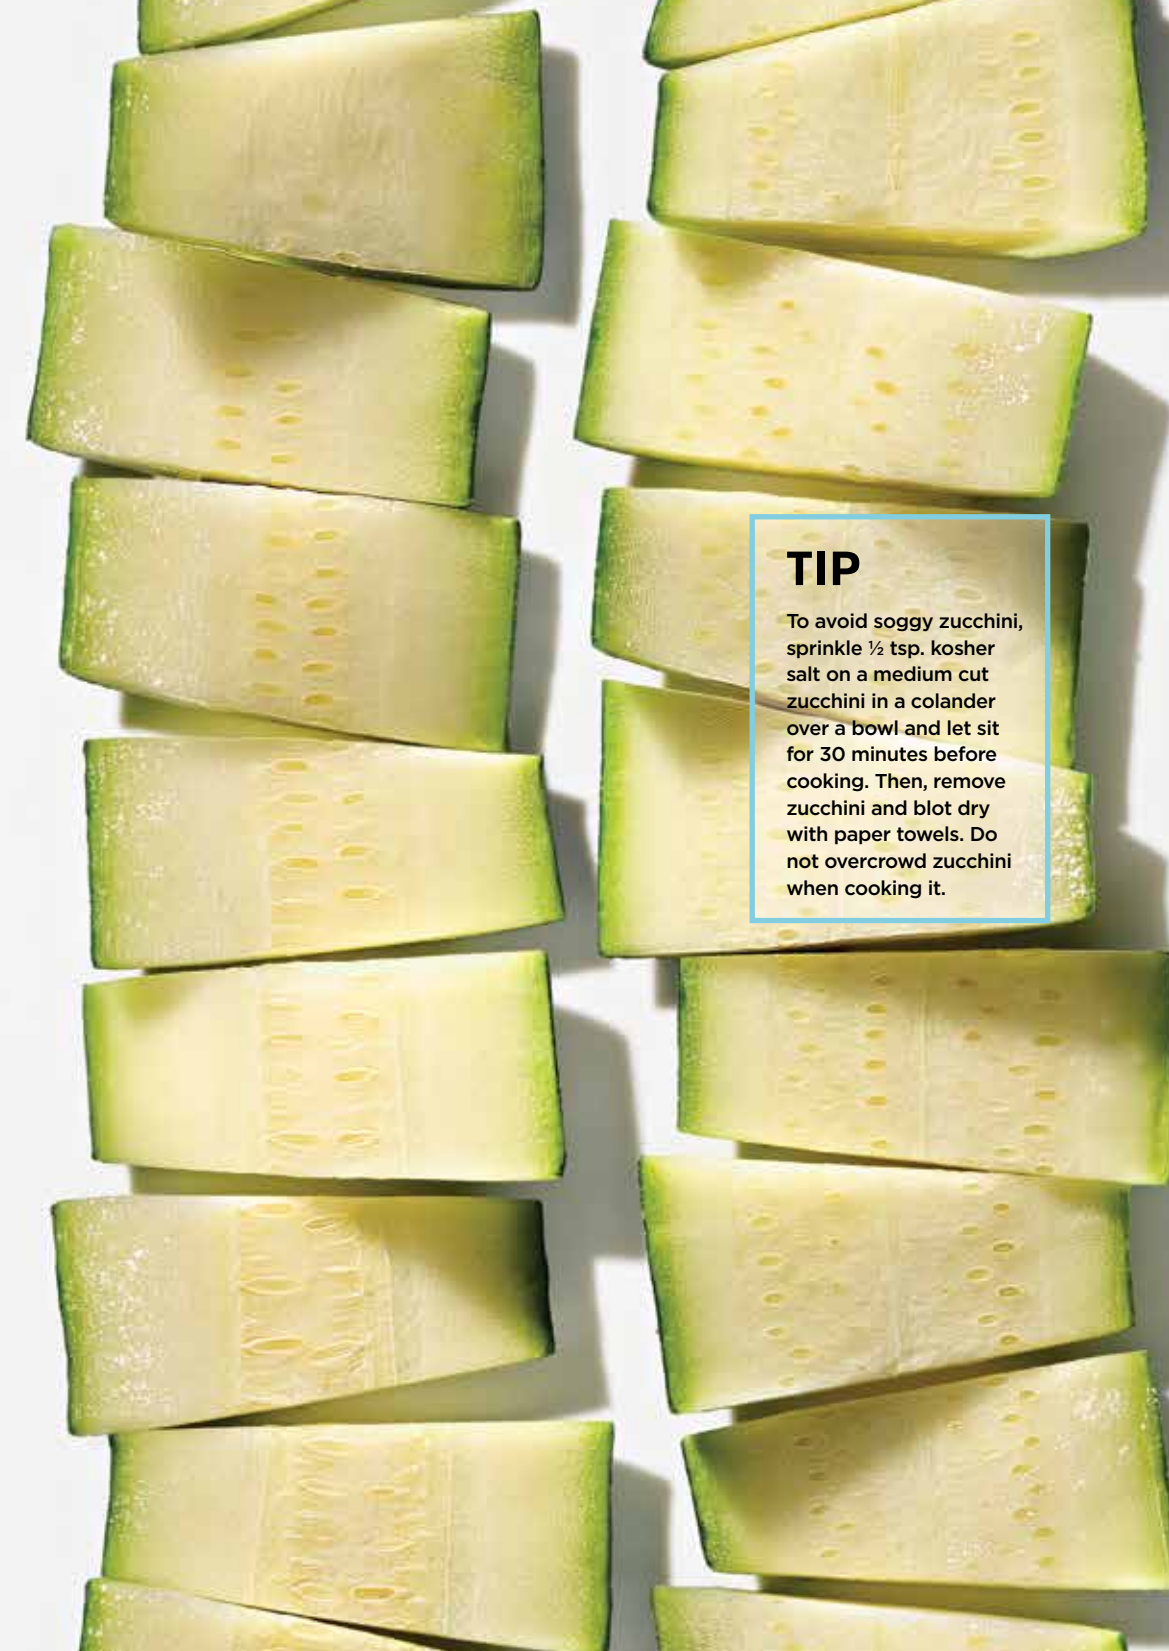 TIP
To avoid soggy zucchini,
sprinkle ½ tsp. kosher
salt on a medium cut
zucchini in a colander
over a bowl and let sit
for 30 minutes before
cooking. Then, remove
zucchini and blot dry
with paper towels. Do
not overcrowd zucchini
when cooking it.